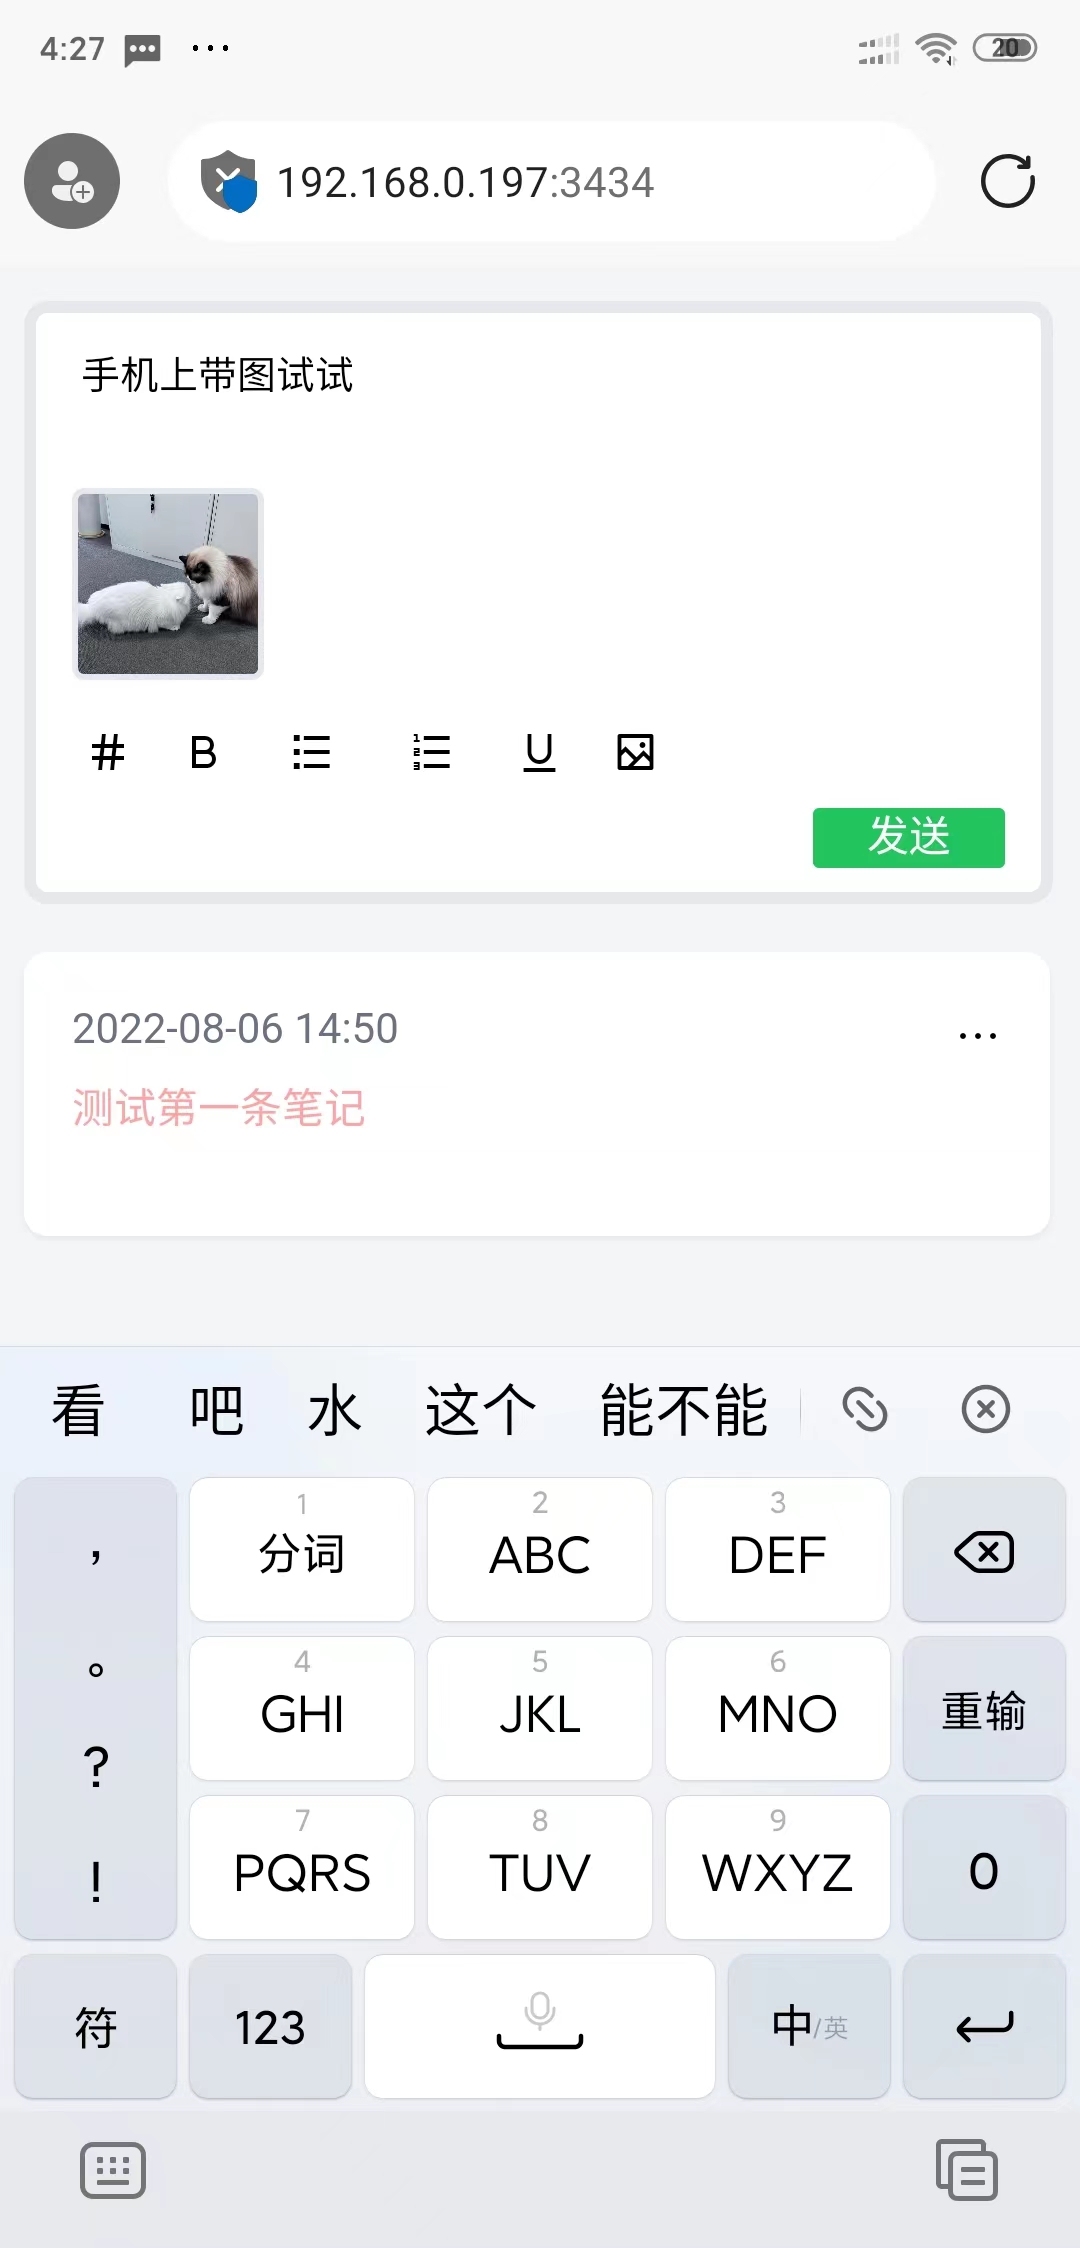 4:27
20
192.168.0.197:3434
手机上带图试试
# B U
发送
2022-08-06 14:50
测试第一条笔记
看 吧 水 这个 能不能
1 2 3
， 分词 ABC DEF
4 5 6
。 GHI JKL MNO 重输
?
7 8 9
! PQRS TUV WXYZ 0
符 123 中/英